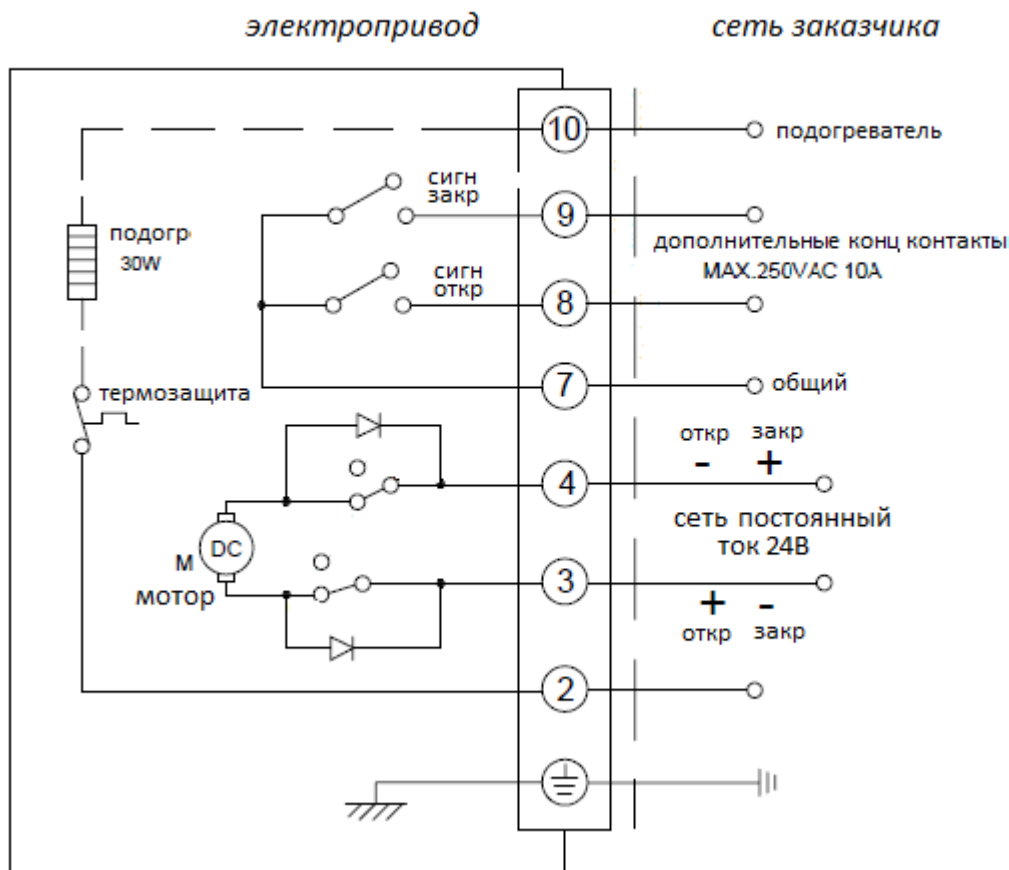 электропривод
сеть заказчика
10
подогреватель
сигн
закр
9
подогр
30W
дополнительные конц контакты
MAX.250VAC 10A
сигн
откр
8
7
общий
термозащита
откр закр
- +
4
сеть постоянный
ток 24В
DC
М
мотор
3
+ -
откр закр
2